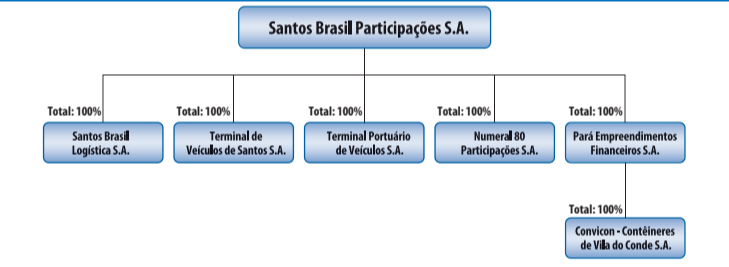 Santos Brasil Participações S.A.
Total: 100%
Total: 100%
Total: 100%
Total: 100%
Total: 100%
Santos Brasil
Logística S.A.
Terminal de
Veículos de Santos S.A.
Terminal Portuário
de Veículos S.A.
Numeral 80
Participações S.A.
Pará Empreendimentos
Financeiros S.A.
Total: 100%
Convicon - Contêineres
de Vila do Conde S.A.